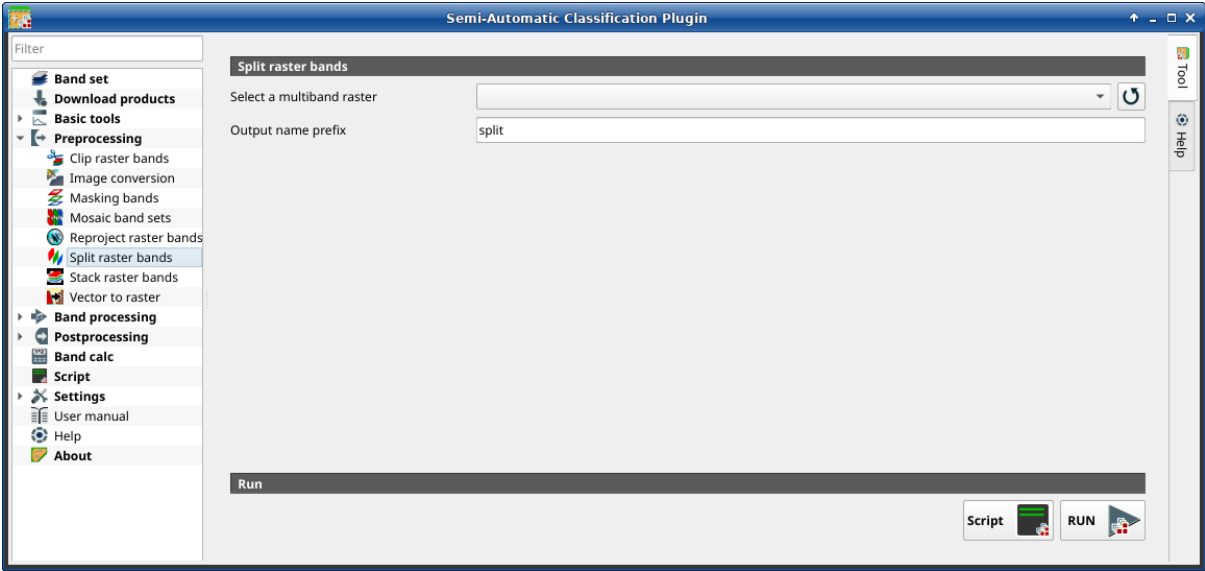 Semi-Automatic Classification Plugin
Filter
Band set
Download products
Basic tools
Preprocessing
Clip raster bands
Image conversion
Masking bands
Mosaic band sets
Reproject raster bands
Split raster bands
Stack raster bands
Vector to raster
Band processing
Postprocessing
Band calc
Script
Settings
User manual
Help
About
Split raster bands
Select a multiband raster
Output name prefix split
Run
Script RUN
Tool
Help